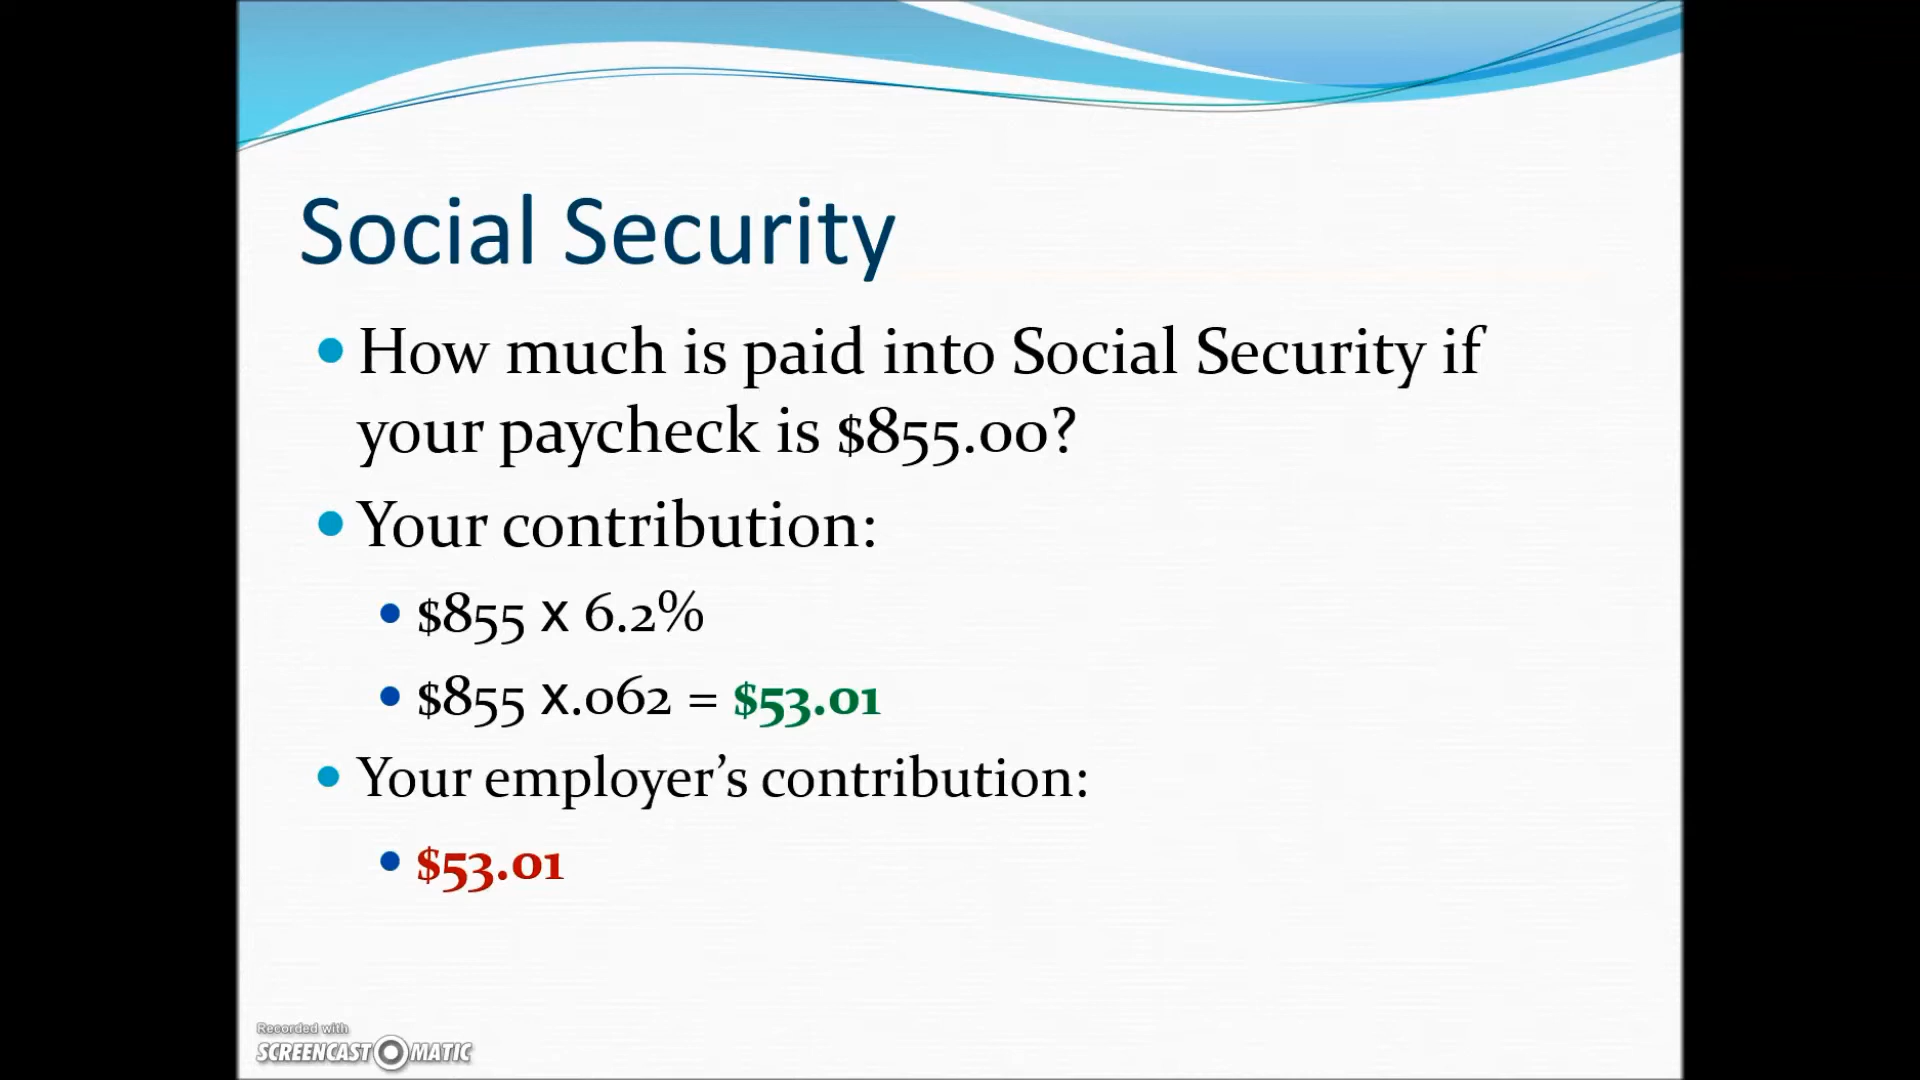 Social Security
How much is paid into Social Security if
your paycheck is $855.00?
Your contribution:
$855 x 6.2%
$855 x.062 = $53.01
Your employer’s contribution:
$53.01
Recorded with
SCREENCAST MATIC